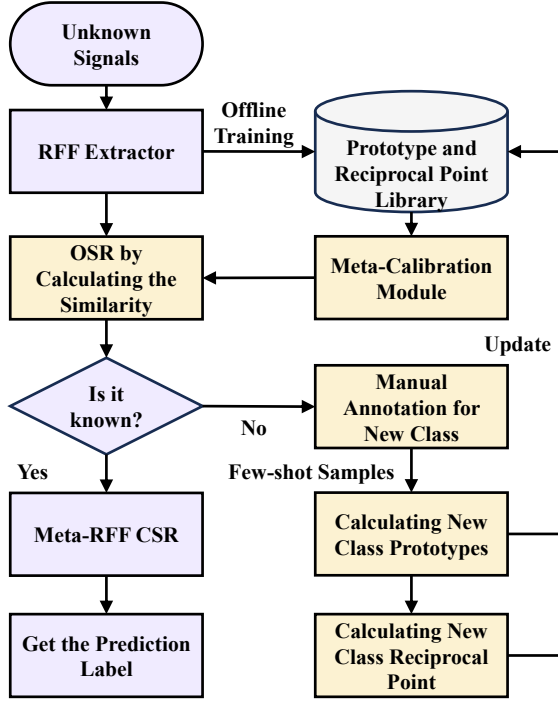 Unknown
Signals
Offline
Training
RFF Extractor
Prototype and
Reciprocal Point
Library
OSR by
Calculating the
Similarity
Meta-Calibration
Module
Update
Is it
known?
No
Manual
Annotation for
New Class
Yes
Few-shot Samples
Meta-RFF CSR
Calculating New
Class Prototypes
Get the Prediction
Label
Calculating New
Class Reciprocal
Point